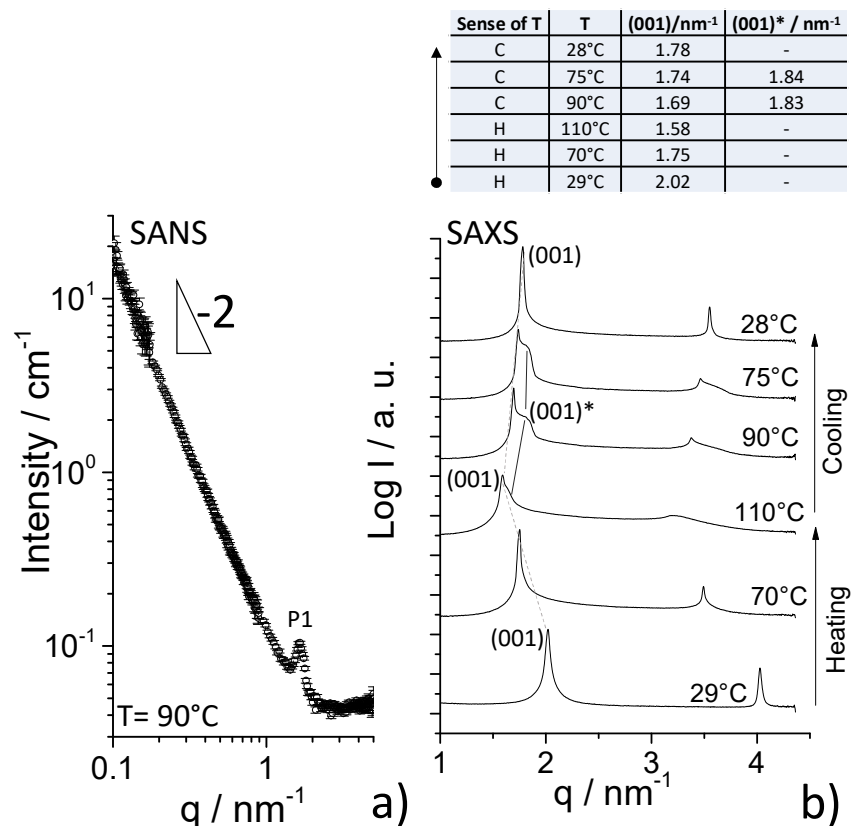 Sense of T T (001)/nm⁻¹ (001)* / nm⁻¹
C 28°C 1.78 -
C 75°C 1.74 1.84
C 90°C 1.69 1.83
H 110°C 1.58 -
H 70°C 1.75 -
H 29°C 2.02 -
SANS
-2
10¹
10⁰
10⁻¹
Intensity / cm⁻¹
P1
T= 90°C
0.1 1
q / nm⁻¹
a)
SAXS
(001)
28°C
75°C
(001)*
90°C
(001)
110°C
70°C
(001)
29°C
Log I / a. u.
Cooling
Heating
1 2 3 4
q / nm⁻¹
b)